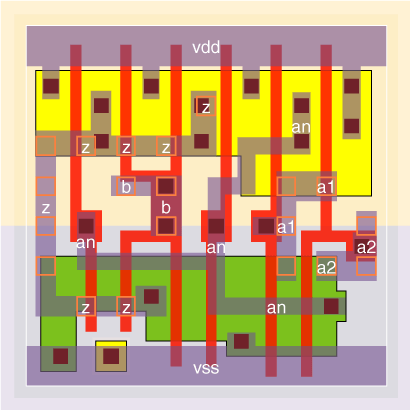 vdd
z
an
z z z
b a1
z
b
a1
an an a2
a2
z z an
vss